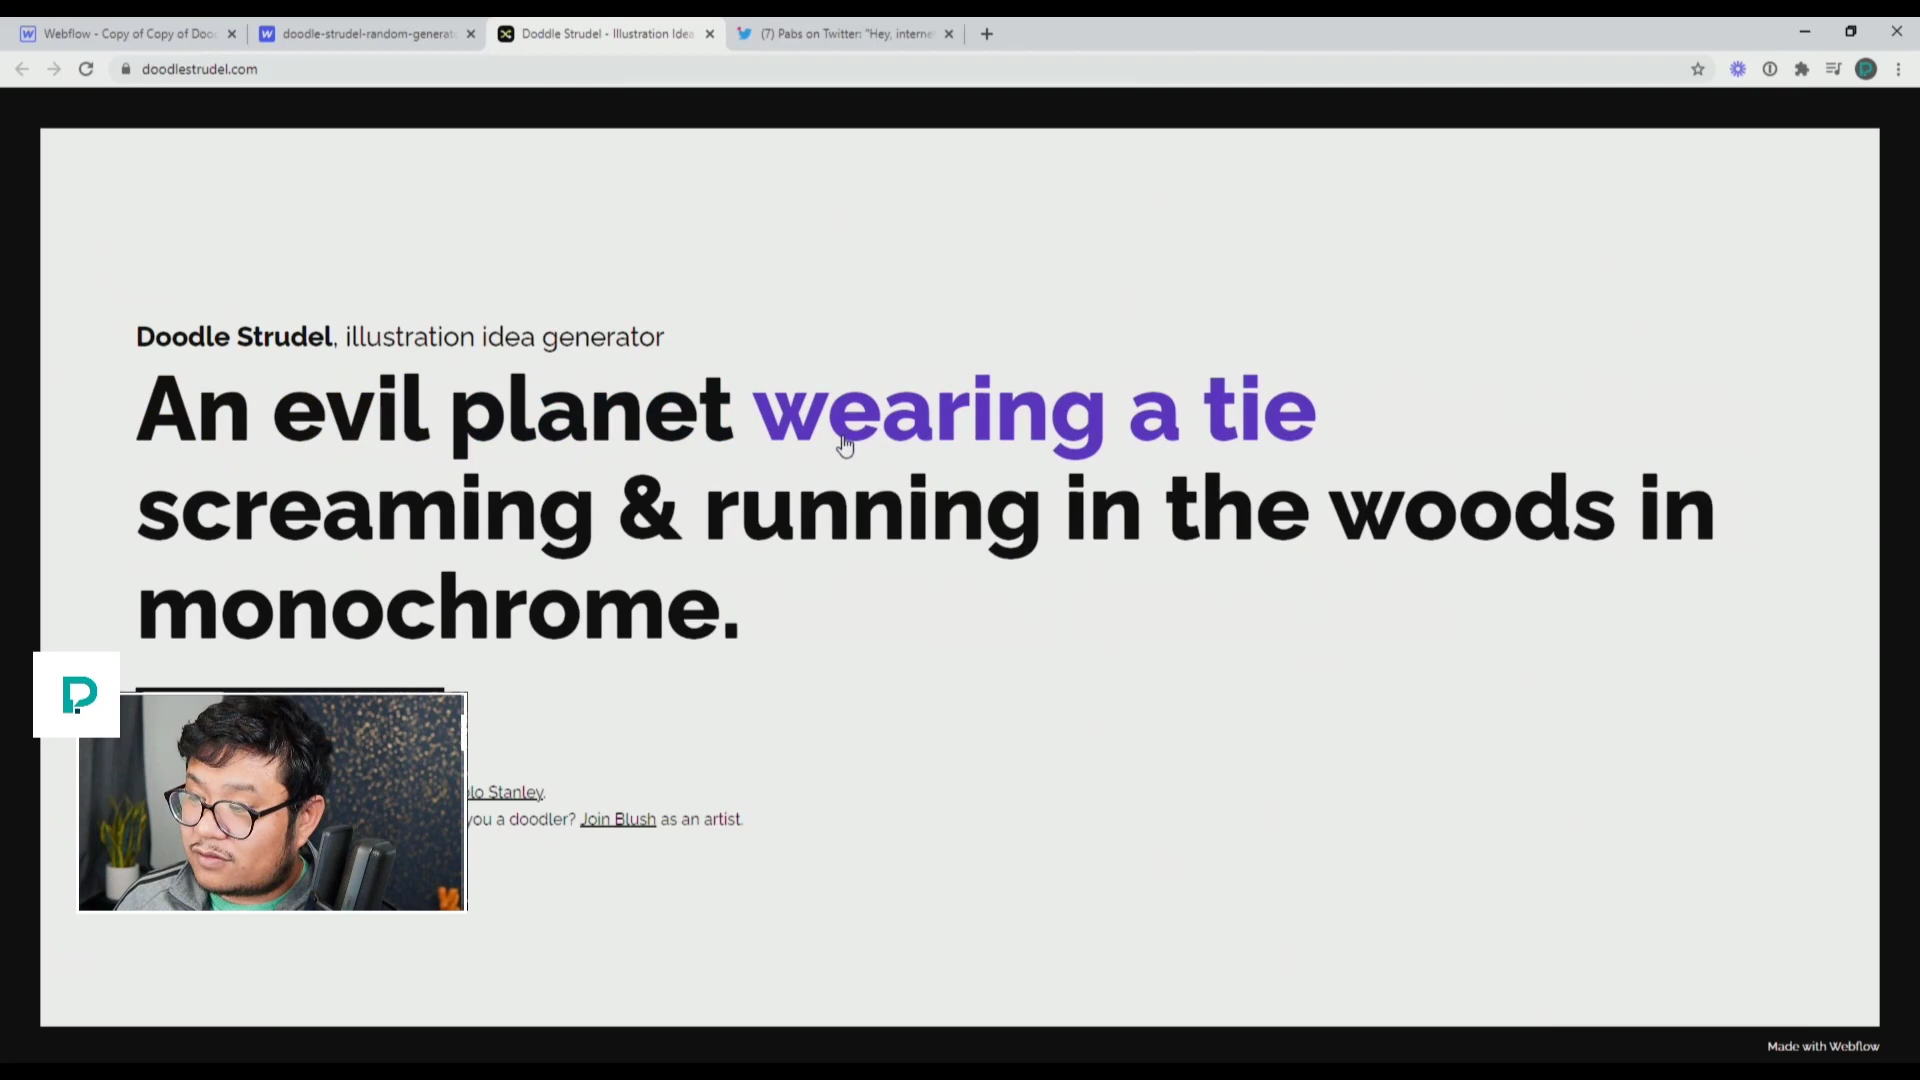 Webflow - Copy of Copy of Doo
doodle-strudel-random-generat
Doddle Strudel - Illustration Idea
(7) Pabs on Twitter: "Hey, interne
doodlestrudel.com
Doodle Strudel, illustration idea generator
An evil planet wearing a tie
screaming & running in the woods in
monochrome.
lo Stanley.
you a doodler? Join Blush as an artist.
Made with Webflow